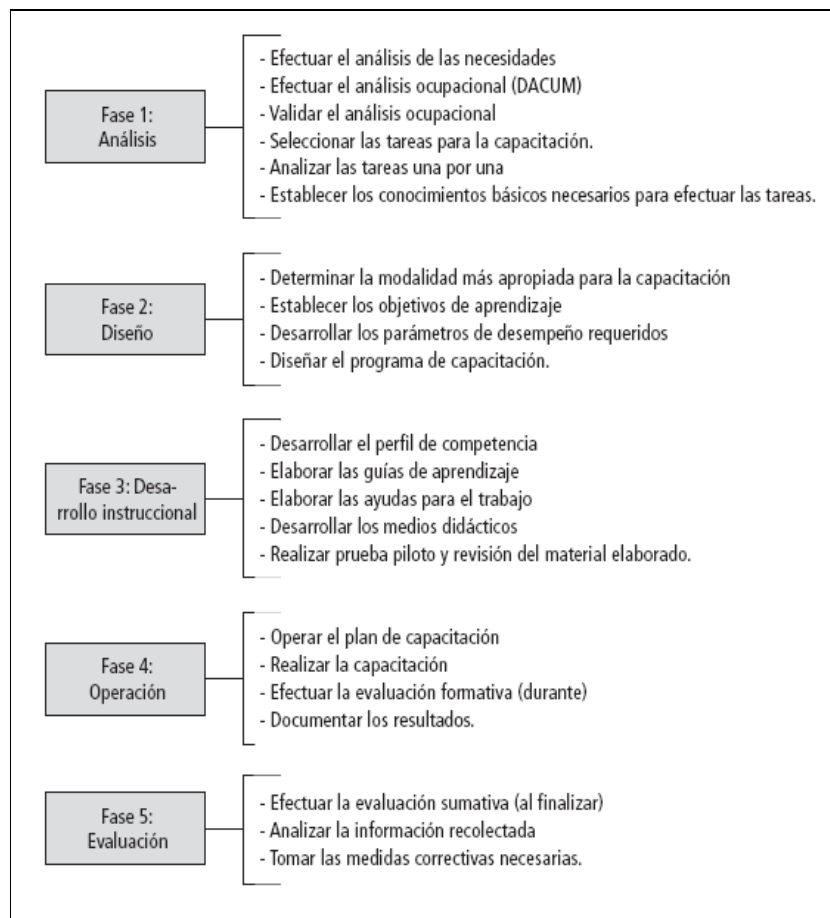 Fase 1:
Análisis
- Efectuar el análisis de las necesidades
- Efectuar el análisis ocupacional (DACUM)
- Validar el análisis ocupacional
- Seleccionar las tareas para la capacitación.
- Analizar las tareas una por una
- Establecer los conocimientos básicos necesarios para efectuar las tareas.
Fase 2:
Diseño
- Determinar la modalidad más apropiada para la capacitación
- Establecer los objetivos de aprendizaje
- Desarrollar los parámetros de desempeño requeridos
- Diseñar el programa de capacitación.
Fase 3: Desa-
rrollo instruccional
- Desarrollar el perfil de competencia
- Elaborar las guías de aprendizaje
- Elaborar las ayudas para el trabajo
- Desarrollar los medios didácticos
- Realizar prueba piloto y revisión del material elaborado.
Fase 4:
Operación
- Operar el plan de capacitación
- Realizar la capacitación
- Efectuar la evaluación formativa (durante)
- Documentar los resultados.
Fase 5:
Evaluación
- Efectuar la evaluación sumativa (al finalizar)
- Analizar la información recolectada
- Tomar las medidas correctivas necesarias.